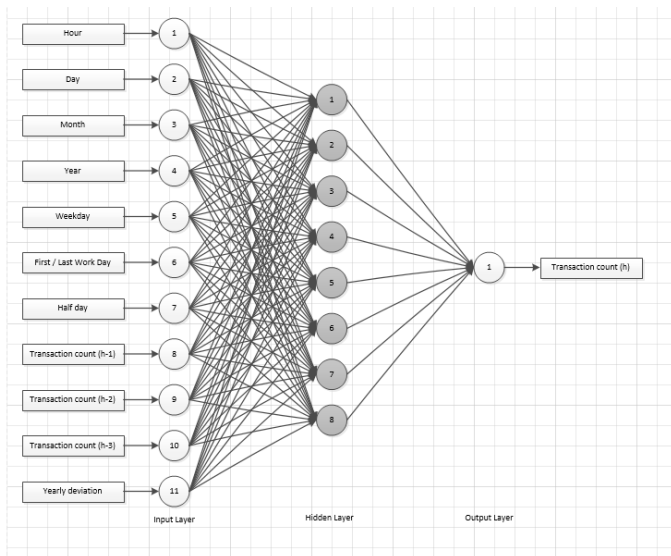 Hour
1
Day
2
Month
3
Year
4
Weekday
5
First / Last Work Day
6
Half day
7
Transaction count (h-1)
8
Transaction count (h-2)
9
Transaction count (h-3)
10
Yearly deviation
11
Input Layer
1
2
3
4
5
6
7
8
Hidden Layer
1
Transaction count (h)
Output Layer